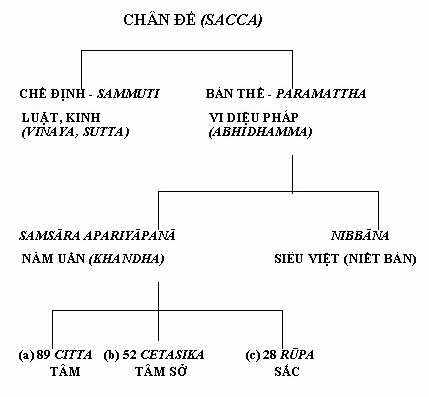 CHÂN ĐẾ (SACCA)
CHẾ ĐỊNH - SAMMUTI
BẢN THỂ - PARAMATTHA
LUẬT, KINH
(VINAYA, SUTTA)
VI DIỆU PHÁP
(ABHIDHAMMA)
SAMSĀRA APARIYĀPANĀ
NIBBĀNA
NĂM UẨN (KHANDHA)
SIÊU VIỆT (NIẾT BÀN)
(a) 89 CITTA
TÂM
(b) 52 CETASIKA
TÂM SỞ
(c) 28 RŪPA
SẮC